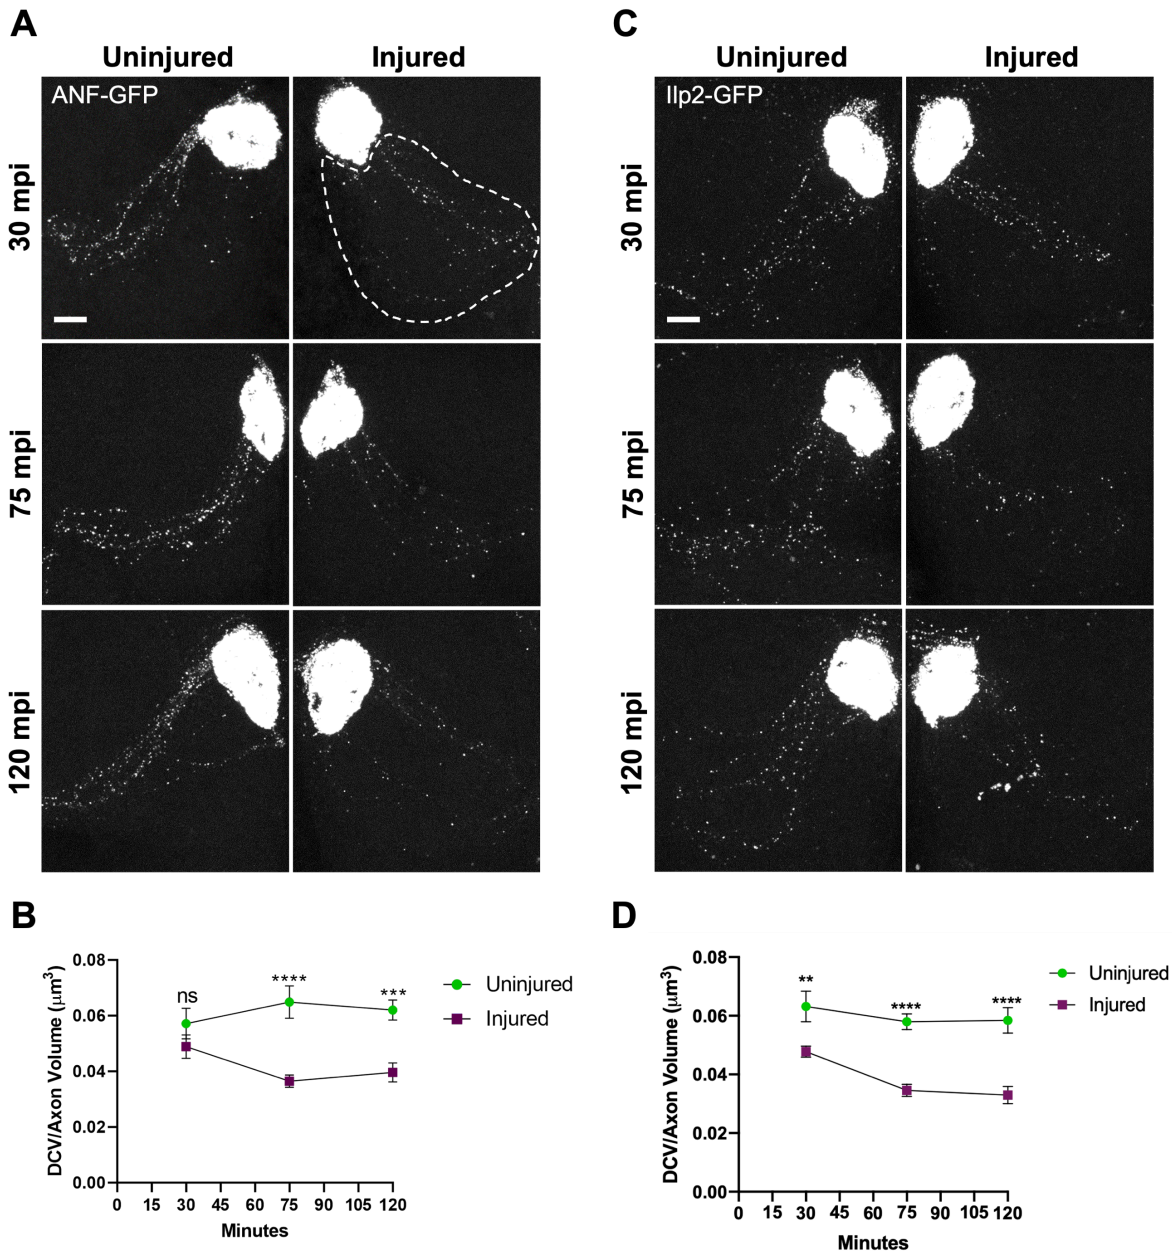 A
Uninjured Injured
ANF-GFP
30 mpi
75 mpi
120 mpi
C
Uninjured Injured
Ilp2-GFP
30 mpi
75 mpi
120 mpi
B
DCV/Axon Volume (μm³)
0.08
0.06
0.04
0.02
0.00
ns
****
***
Uninjured
Injured
0 15 30 45 60 75 90 105 120
Minutes
D
DCV/Axon Volume (μm³)
0.08
0.06
0.04
0.02
0.00
**
****
****
Uninjured
Injured
0 15 30 45 60 75 90 105 120
Minutes